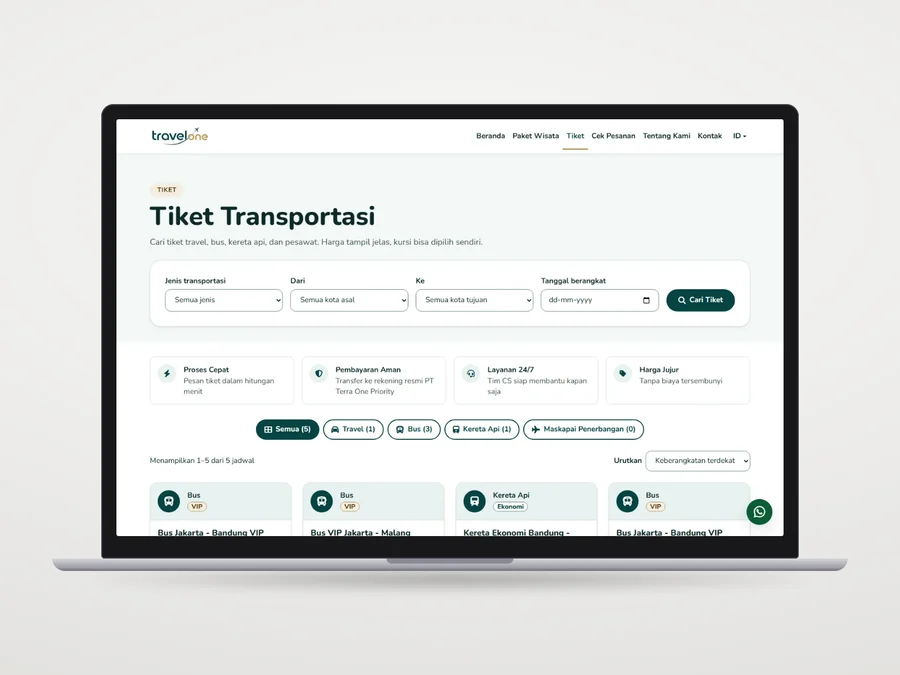 travelone
Beranda Paket Wisata Tiket Cek Pesanan Tentang Kami Kontak ID
TIKET
Tiket Transportasi
Cari tiket travel, bus, kereta api, dan pesawat. Harga tampil jelas, kursi bisa dipilih sendiri.
Jenis transportasi Dari Ke Tanggal berangkat
Semua jenis Semua kota asal Semua kota tujuan dd-mm-yyyy Cari Tiket
Proses Cepat
Pesan tiket dalam hitungan
menit
Pembayaran Aman
Transfer ke rekening resmi PT
Terra One Priority
Layanan 24/7
Tim CS siap membantu kapan
saja
Harga Jujur
Tanpa biaya tersembunyi
Semua (5) Travel (1) Bus (3) Kereta Api (1) Maskapai Penerbangan (0)
Menampilkan 1–5 dari 5 jadwal
Urutkan Keberangkatan terdekat
Bus
VIP
Bus Jakarta - Bandung VIP
Bus
VIP
Bus VIP Jakarta - Malang
Kereta Api
Ekonomi
Kereta Ekonomi Bandung -
Bus
VIP
Bus Jakarta - Bandung VIP